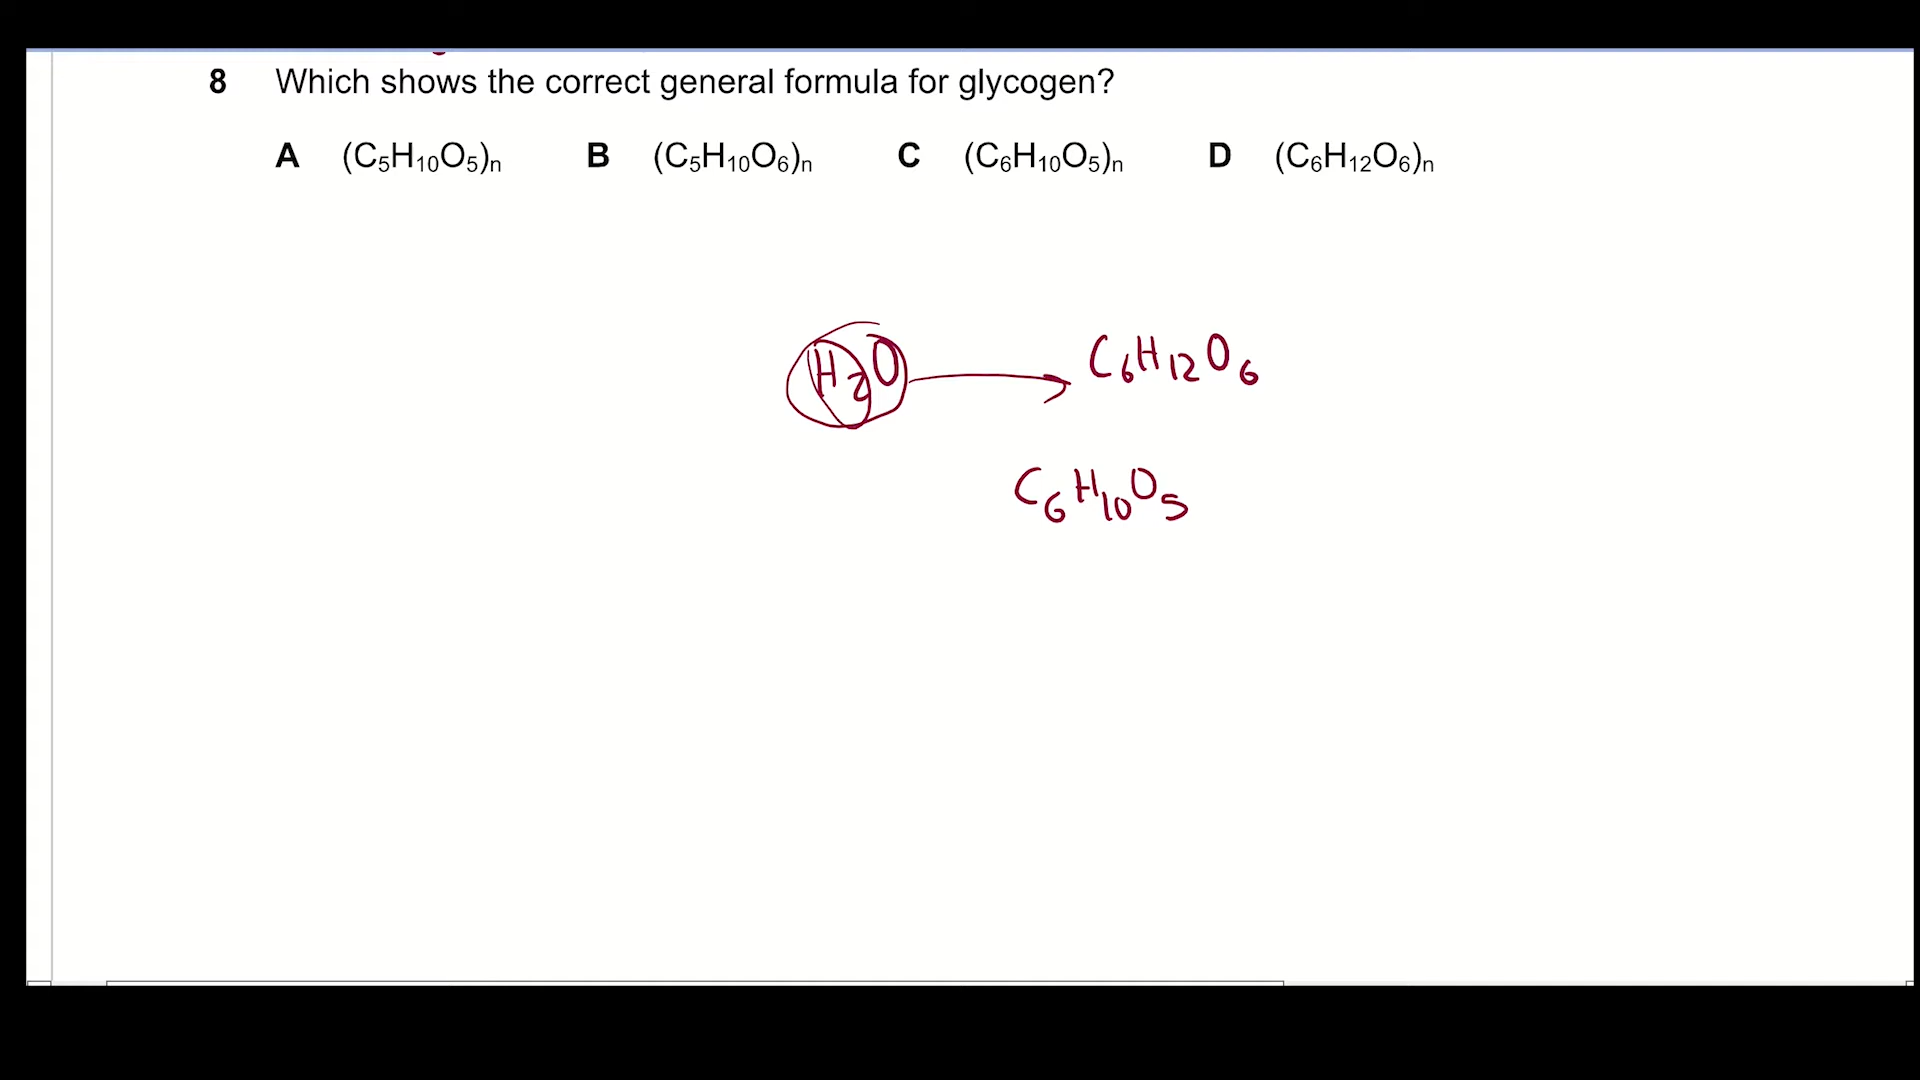 8 Which shows the correct general formula for glycogen?
A (C₅H₁₀O₅)ₙ B (C₅H₁₀O₆)ₙ C (C₆H₁₀O₅)ₙ D (C₆H₁₂O₆)ₙ
H₂O → C₆H₁₂O₆
C₆H₁₀O₅